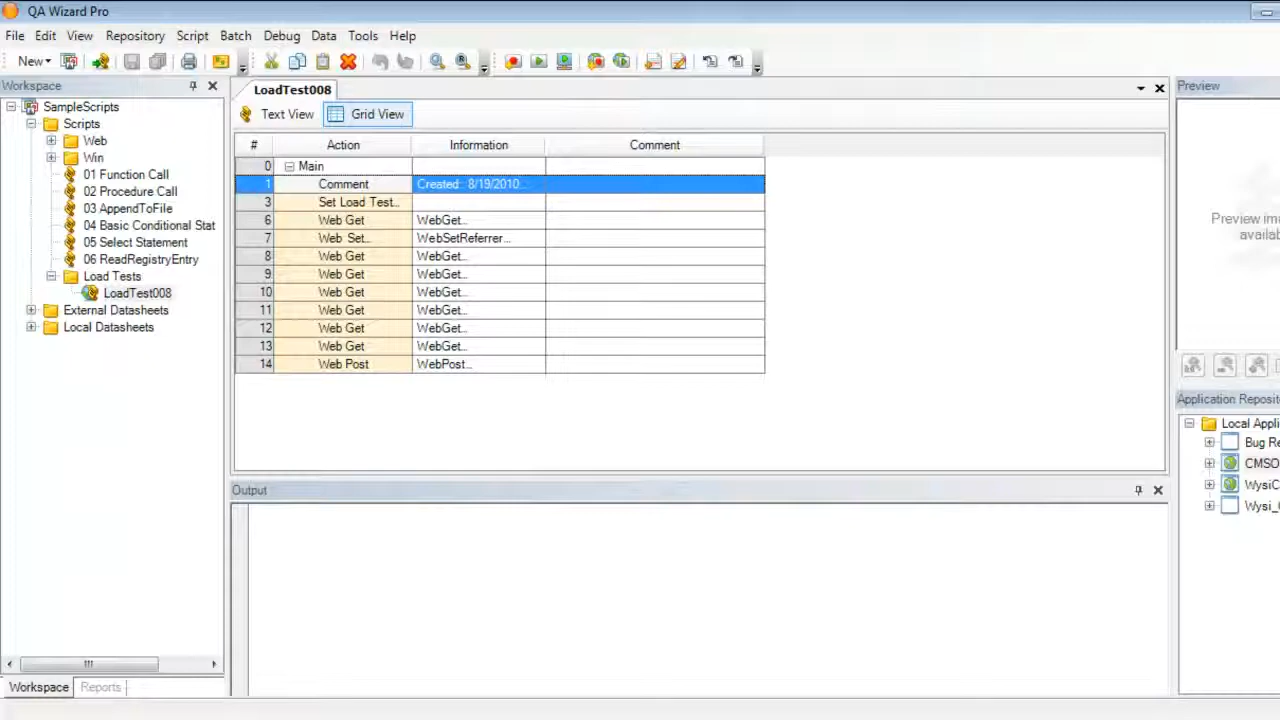 QA Wizard Pro
File Edit View Repository Script Batch Debug Data Tools Help
New
Workspace
SampleScripts
Scripts
Web
Win
01 Function Call
02 Procedure Call
03 AppendToFile
04 Basic Conditional Stat
05 Select Statement
06 ReadRegistryEntry
Load Tests
LoadTest008
External Datasheets
Local Datasheets
Workspace Reports
LoadTest008
Text View Grid View
# Action Information Comment
0 Main
1 Comment Created: 8/19/2010...
3 Set Load Test...
6 Web Get WebGet...
7 Web Set... WebSetReferrer...
8 Web Get WebGet...
9 Web Get WebGet...
10 Web Get WebGet...
11 Web Get WebGet...
12 Web Get WebGet...
13 Web Get WebGet...
14 Web Post WebPost...
Output
Preview
Preview im
availab
Application Reposit
Local Appli
Bug Re
CMSO
WysiC
Wysi_